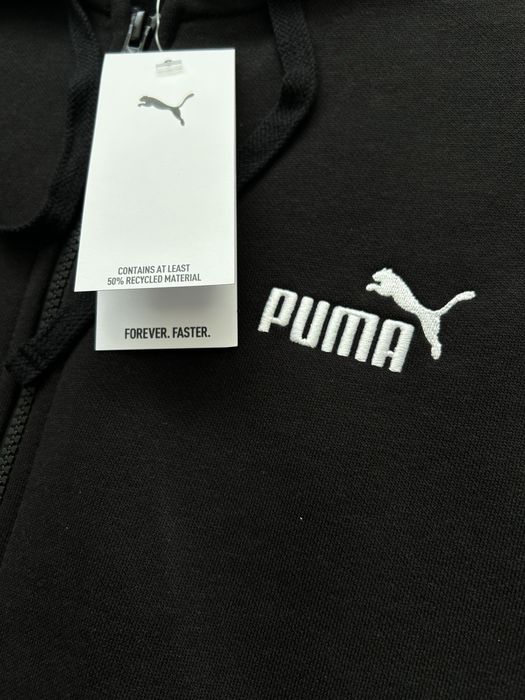 CONTAINS AT LEAST
50% RECYCLED MATERIAL
FOREVER. FASTER.
PUMA